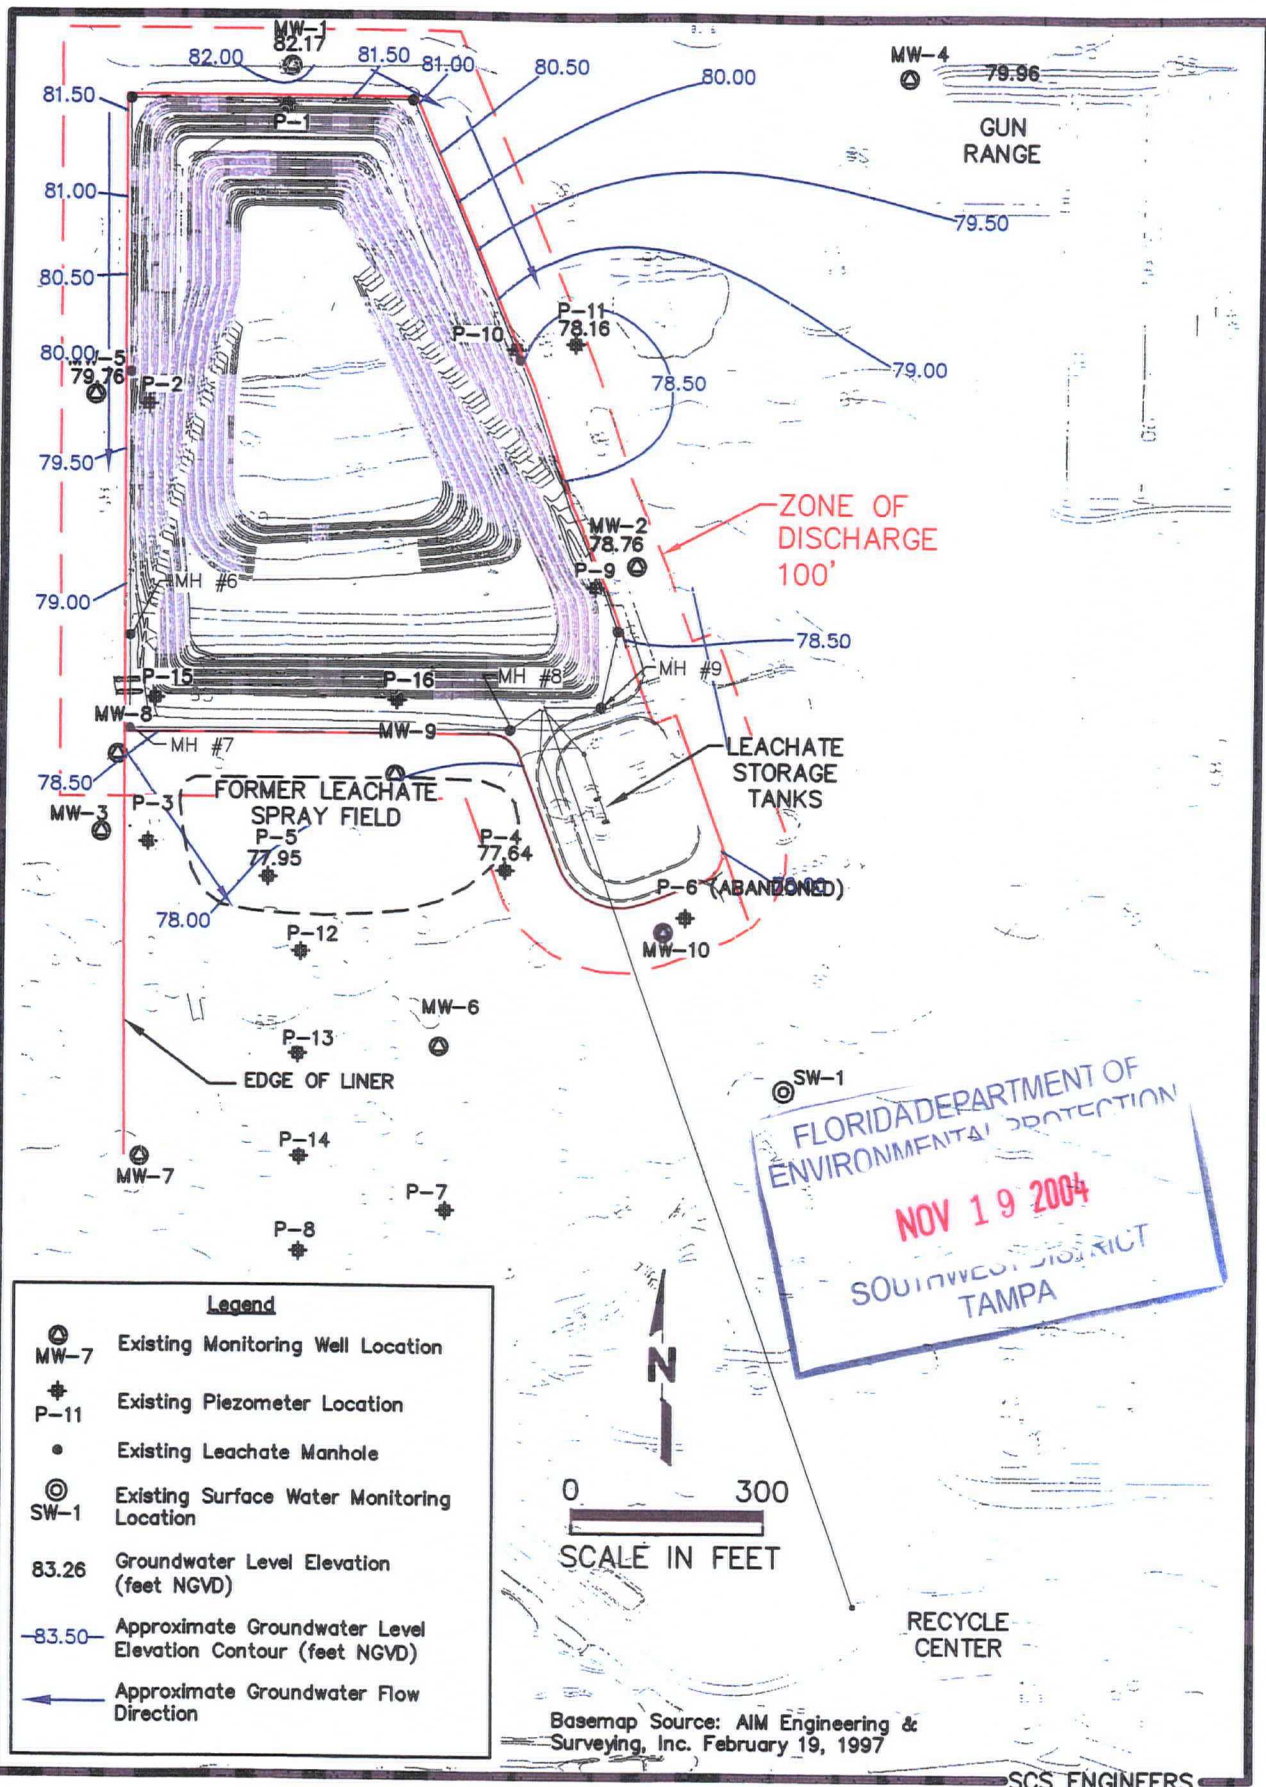 MW-1
82.17
82.00
81.50
81.00
80.50
80.00
MW-4
79.96
GUN
RANGE
81.50
P-1
81.00
79.50
80.50
P-11
78.16
P-10
80.00
MW-5
79.76
P-2
79.00
78.50
79.50
ZONE OF
DISCHARGE
100'
MW-2
78.76
P-9
MH #6
79.00
78.50
P-15
P-16
MH #8
MH #9
MW-8
MW-9
MH #7
LEACHATE
STORAGE
TANKS
78.50
FORMER LEACHATE
SPRAY FIELD
MW-3
P-3
P-5
77.95
P-4
77.64
P-6 (ABANDONED)
78.00
P-12
MW-10
MW-6
P-13
EDGE OF LINER
SW-1
FLORIDA DEPARTMENT OF
ENVIRONMENTAL PROTECTION
NOV 19 2004
SOUTHWEST DISTRICT
TAMPA
P-14
MW-7
P-7
P-8
Legend
MW-7
Existing Monitoring Well Location
P-11
Existing Piezometer Location
Existing Leachate Manhole
SW-1
Existing Surface Water Monitoring
Location
83.26
Groundwater Level Elevation
(feet NGVD)
83.50
Approximate Groundwater Level
Elevation Contour (feet NGVD)
Approximate Groundwater Flow
Direction
N
0 300
SCALE IN FEET
RECYCLE
CENTER
Basemap Source: AIM Engineering &
Surveying, Inc. February 19, 1997
SCS ENGINEERS